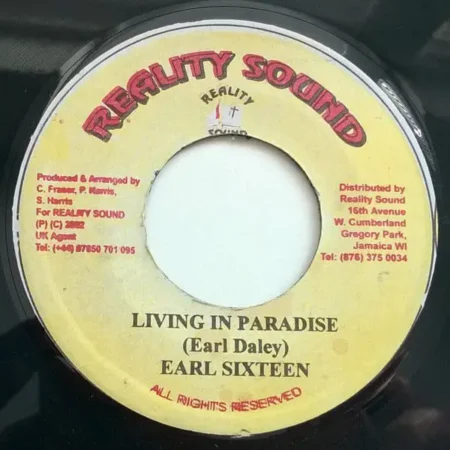 REALITY SOUND
REALITY
SOUND
Produced & Arranged by
C. Fraser, P. Harris,
S. Harris
For REALITY SOUND
(P) (C) 2002
UK Agent
Tel: (+44) 07850 701 095
Distributed by
Reality Sound
16th Avenue
W. Cumberland
Gregory Park,
Jamaica WI
Tel: (876) 375 0034
LIVING IN PARADISE
(Earl Daley)
EARL SIXTEEN
ALL RIGHTS RESERVED